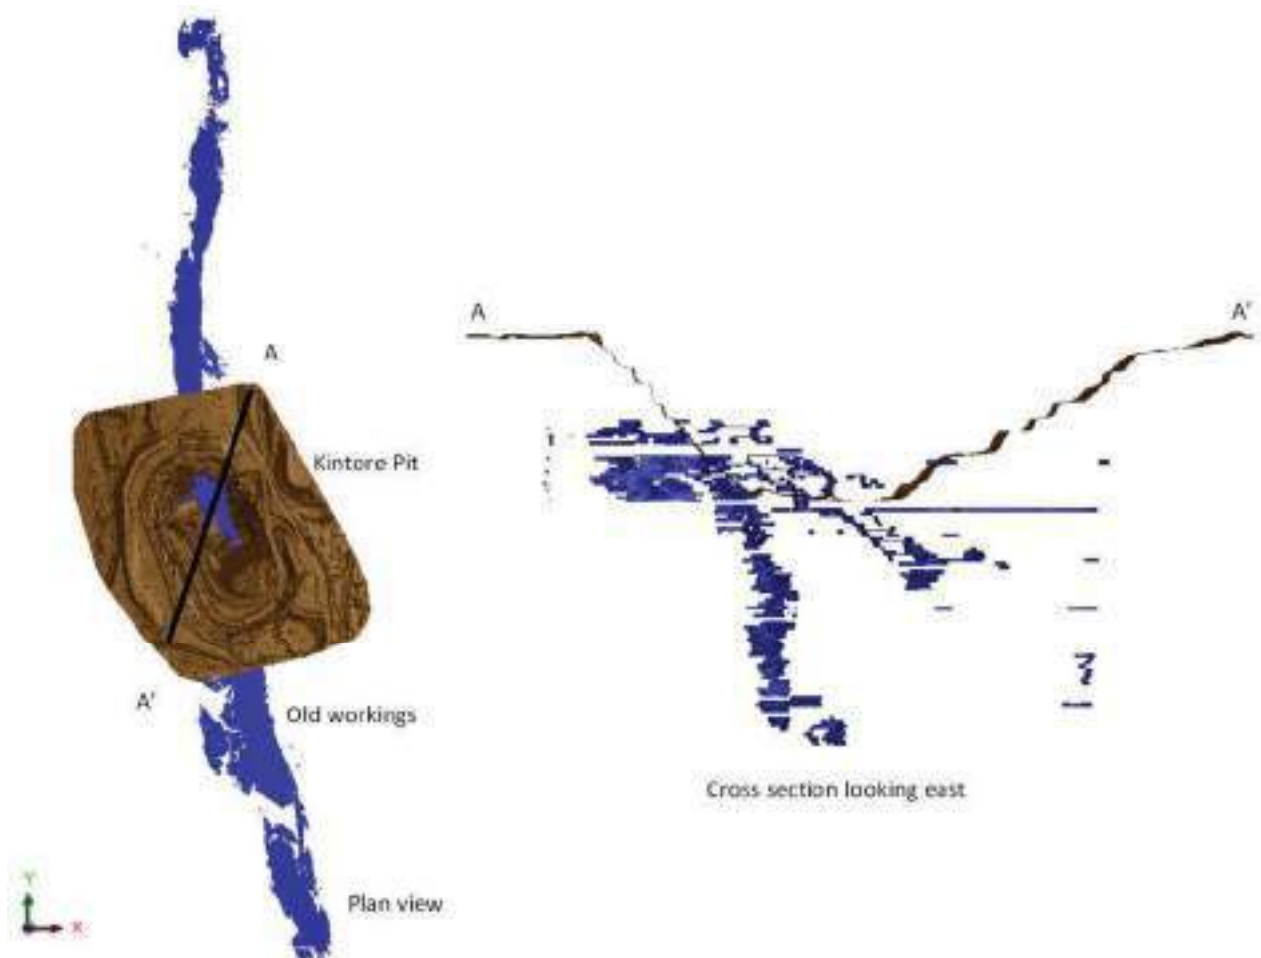 A
Kintore Pit
A'
Old workings
Plan view
Y
X
A
A'
Cross section looking east